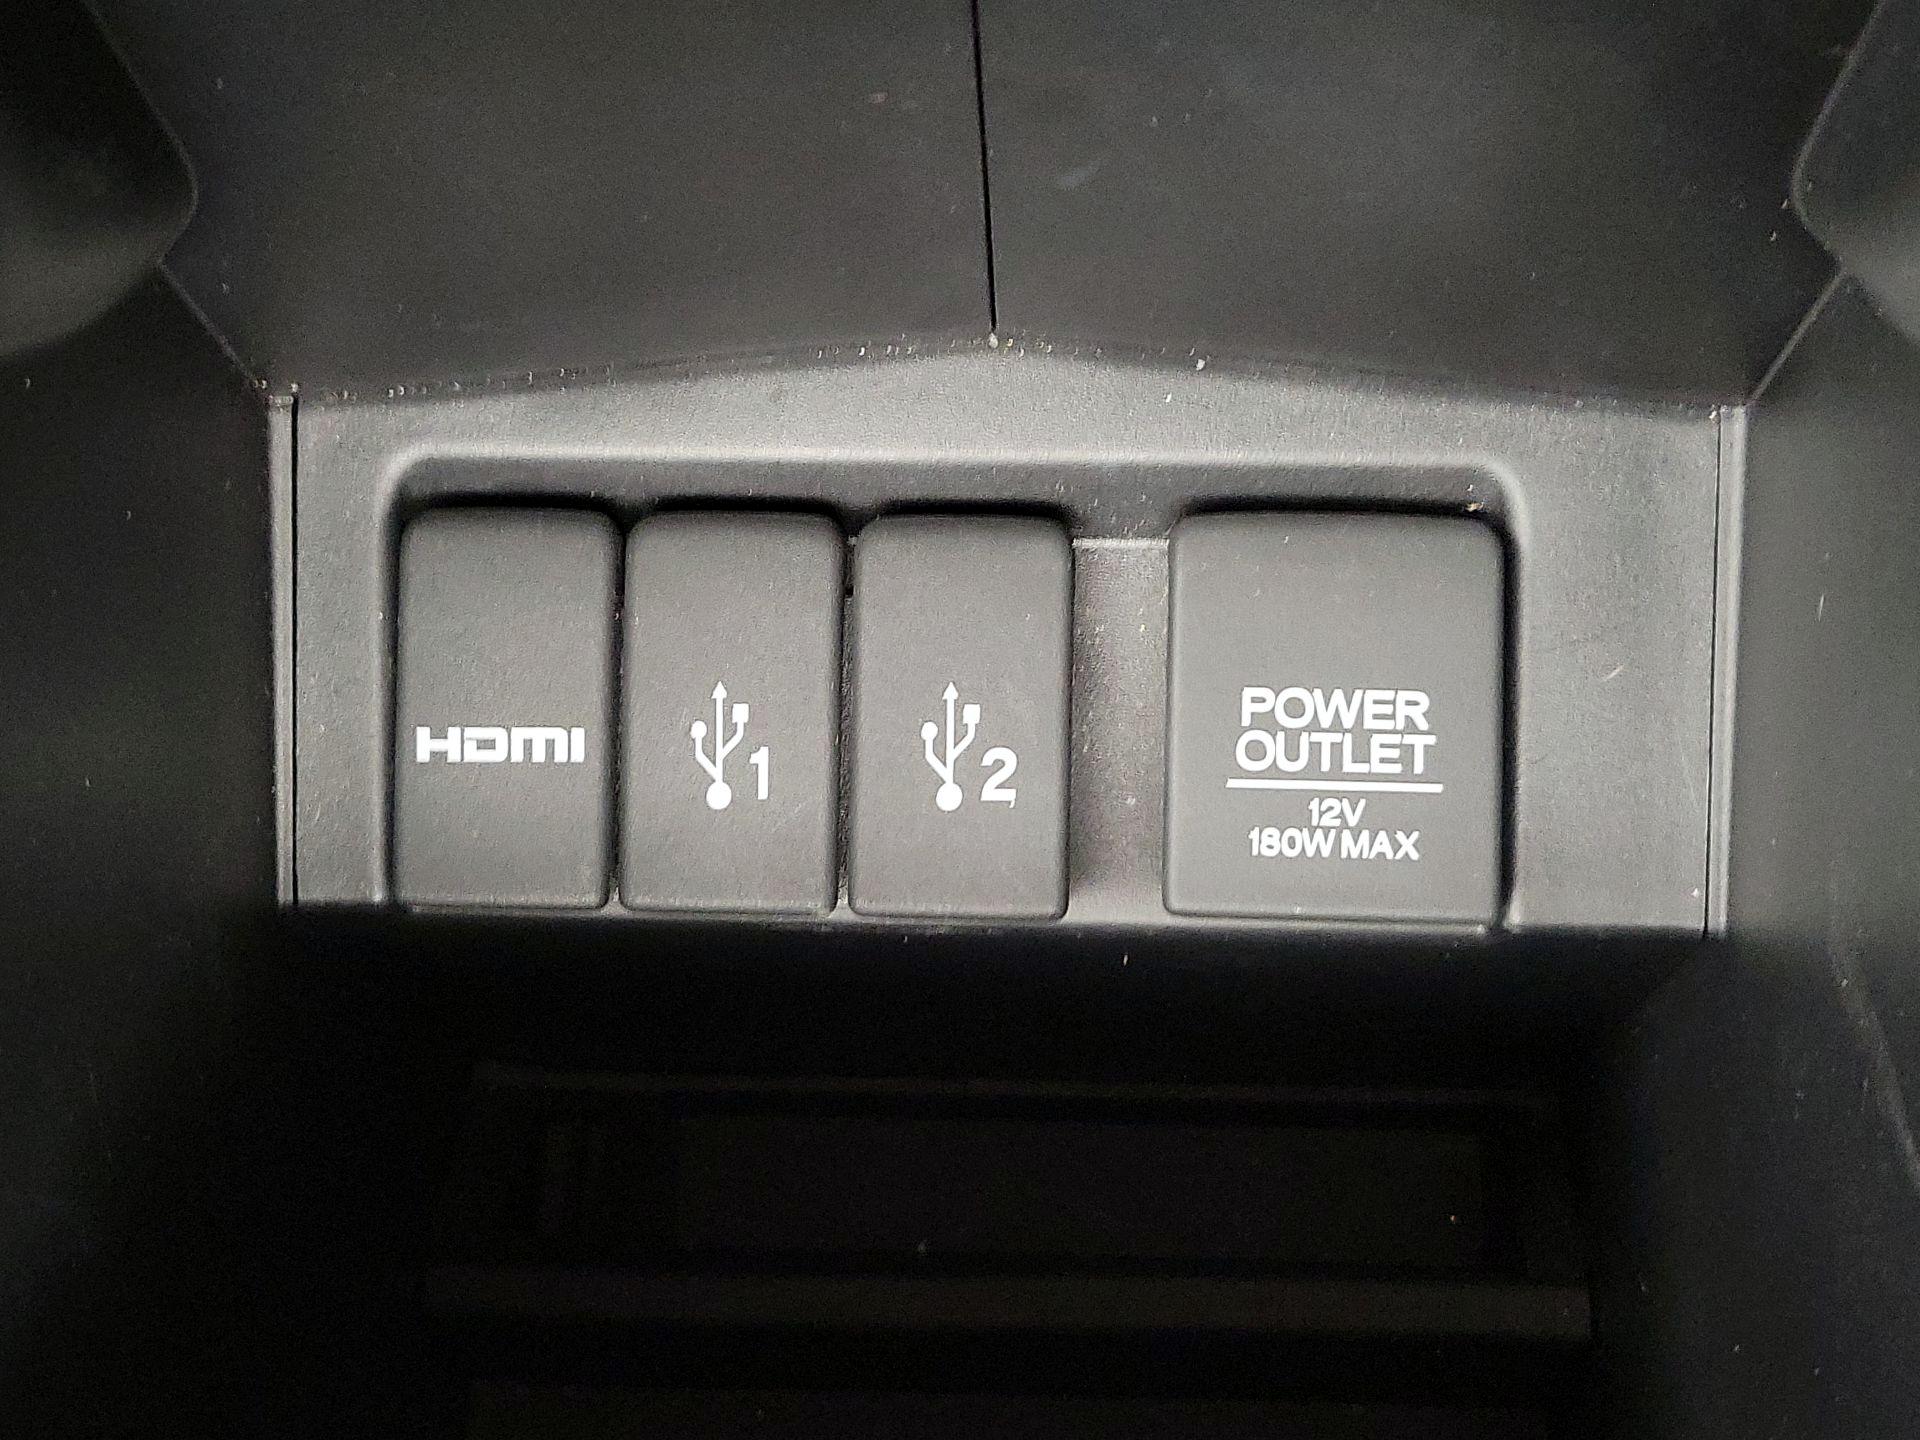 HDMI
1
2
POWER
OUTLET
12V
180W MAX